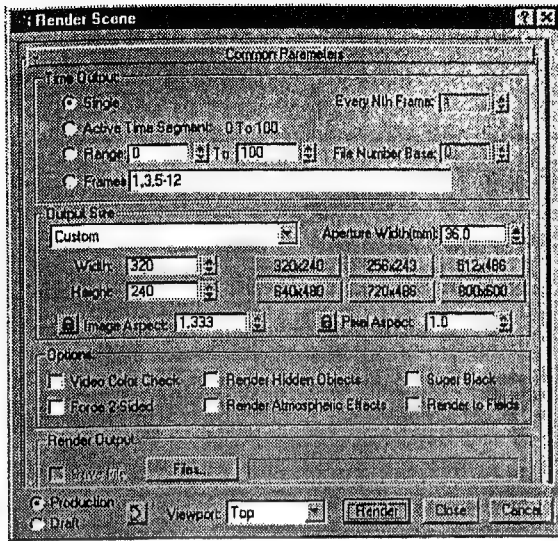 Render Scene
Common Parameters
Time Output
Single Every Nth Frame:
Active Time Segment: 0 To 100
Range: 0 To 100 File Number Base: 0
Frames 1,3,5-12
Output Size
Custom Aperture Width(mm): 36.0
Width: 320 320x240 256x243 512x486
Height: 240 640x480 720x486 800x600
Image Aspect: 1,333 Pixel Aspect: 1.0
Options:
Video Color Check Render Hidden Objects Super Black
Force 2-Sided Render Atmospheric Effects Render to Fields
Render Output
Save File Files...
Production
Draft Viewport: Top Render Close Cancel